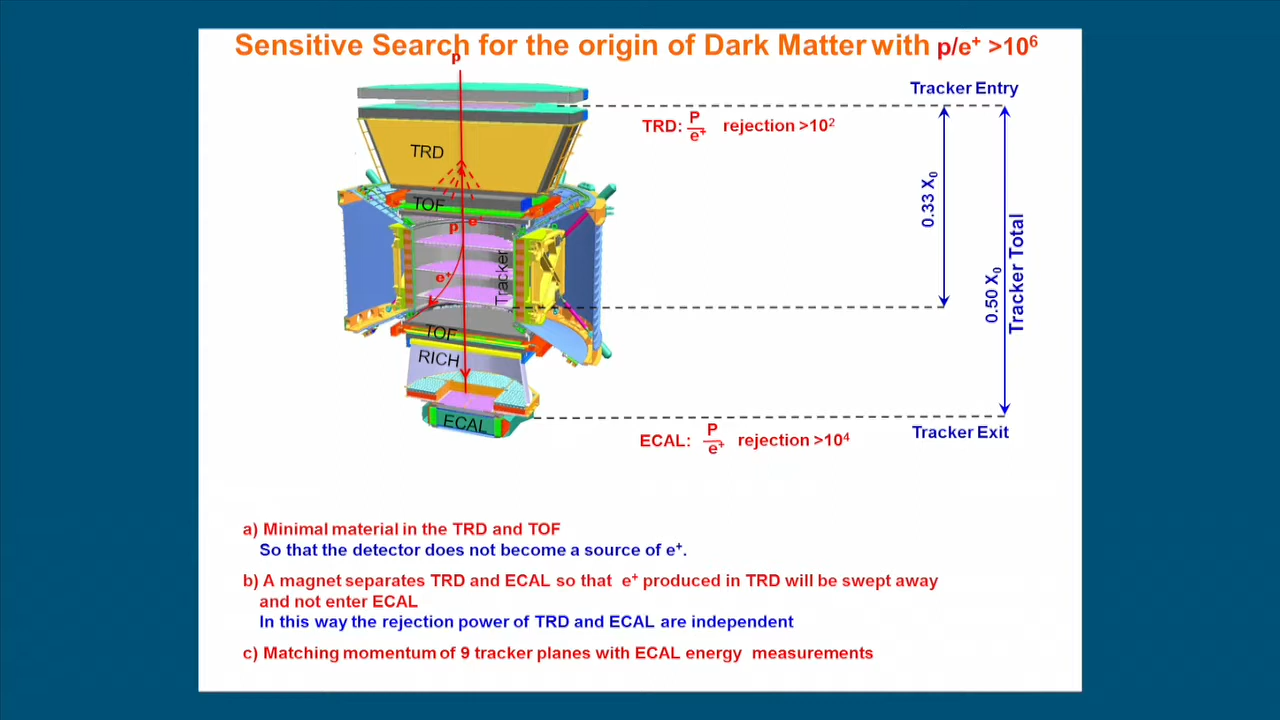 Sensitive Search for the origin of Dark Matter with p/e⁺ >10⁶
p
Tracker Entry
TRD: P/e⁺ rejection >10²
TRD
TOF
p e⁺
e⁺
Tracker
0.33 X₀
0.50 X₀
Tracker Total
TOF
RICH
ECAL
ECAL: P/e⁺ rejection >10⁴
Tracker Exit
a) Minimal material in the TRD and TOF
So that the detector does not become a source of e⁺.
b) A magnet separates TRD and ECAL so that e⁺ produced in TRD will be swept away
and not enter ECAL
In this way the rejection power of TRD and ECAL are independent
c) Matching momentum of 9 tracker planes with ECAL energy measurements